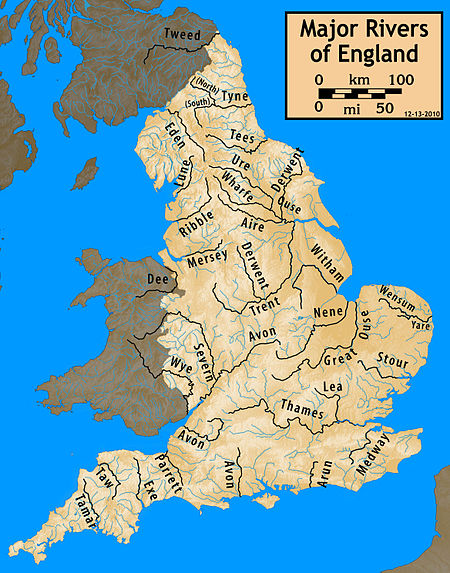 Major Rivers
of England
0 km 100
0 mi 50
12-13-2010
Tweed
(North)
(South)
Tyne
Eden
Tees
Lune
Ure
Derwent
Wharfe
Ouse
Ribble
Aire
Mersey
Derwent
Witham
Dee
Trent
Wensum
Yare
Nene
Ouse
Avon
Severn
Wye
Great
Stour
Lea
Thames
Avon
Medway
Parrett
Avon
Arun
Taw
Exe
Tamar